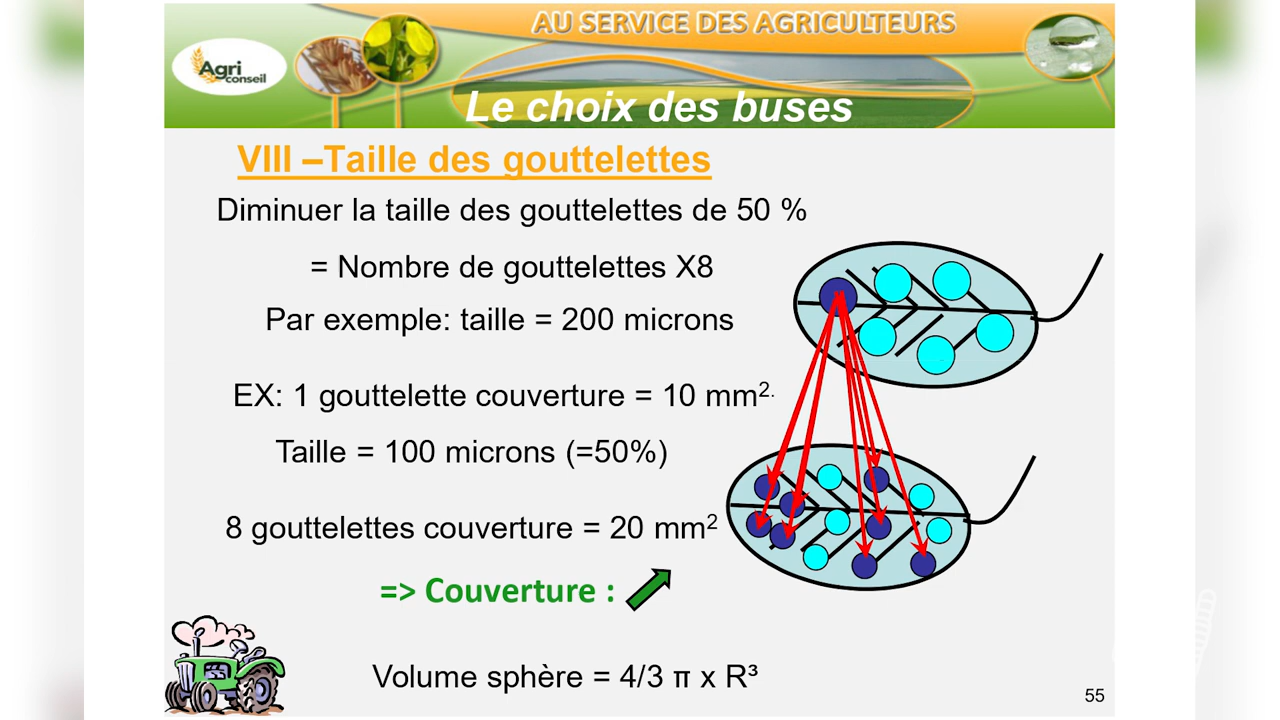 AU SERVICE DES AGRICULTEURS
Agri
conseil
Le choix des buses
VIII –Taille des gouttelettes
Diminuer la taille des gouttelettes de 50 %
= Nombre de gouttelettes X8
Par exemple: taille = 200 microns
EX: 1 gouttelette couverture = 10 mm².
Taille = 100 microns (=50%)
8 gouttelettes couverture = 20 mm²
=> Couverture :
Volume sphère = 4/3 π x R³
55